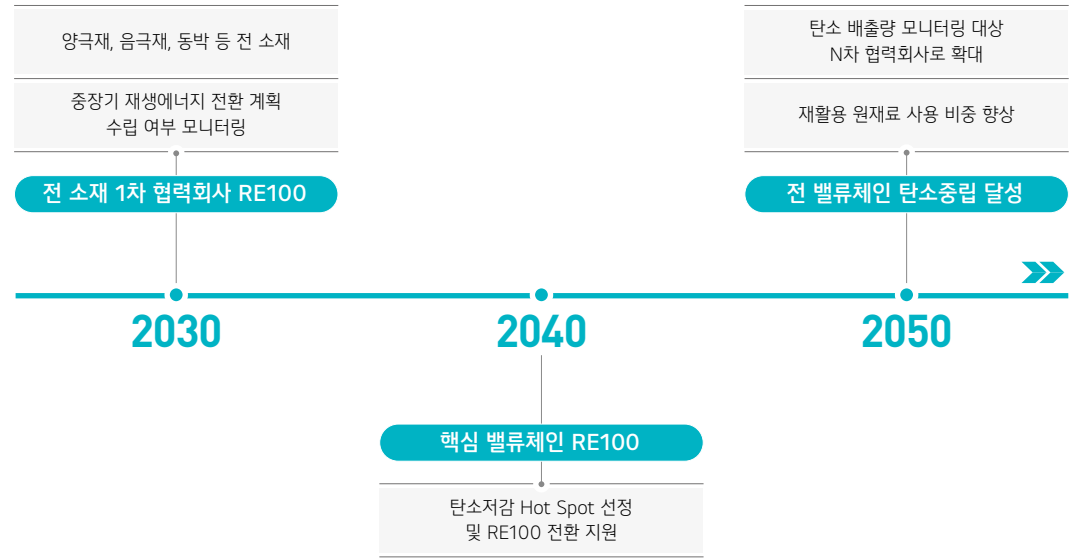 양극재, 음극재, 동박 등 전 소재
중장기 재생에너지 전환 계획
수립 여부 모니터링
전 소재 1차 협력회사 RE100
2030
2040
핵심 밸류체인 RE100
탄소저감 Hot Spot 선정
및 RE100 전환 지원
탄소 배출량 모니터링 대상
N차 협력회사로 확대
재활용 원재료 사용 비중 향상
전 밸류체인 탄소중립 달성
2050